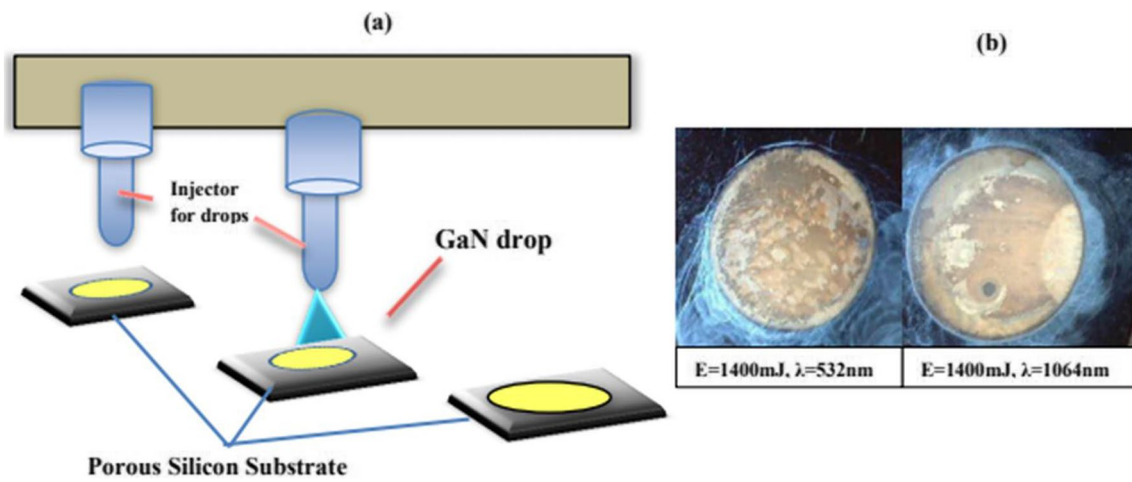 (a)
(b)
Injector
for drops
GaN drop
E=1400mJ, λ=532nm
E=1400mJ, λ=1064nm
Porous Silicon Substrate